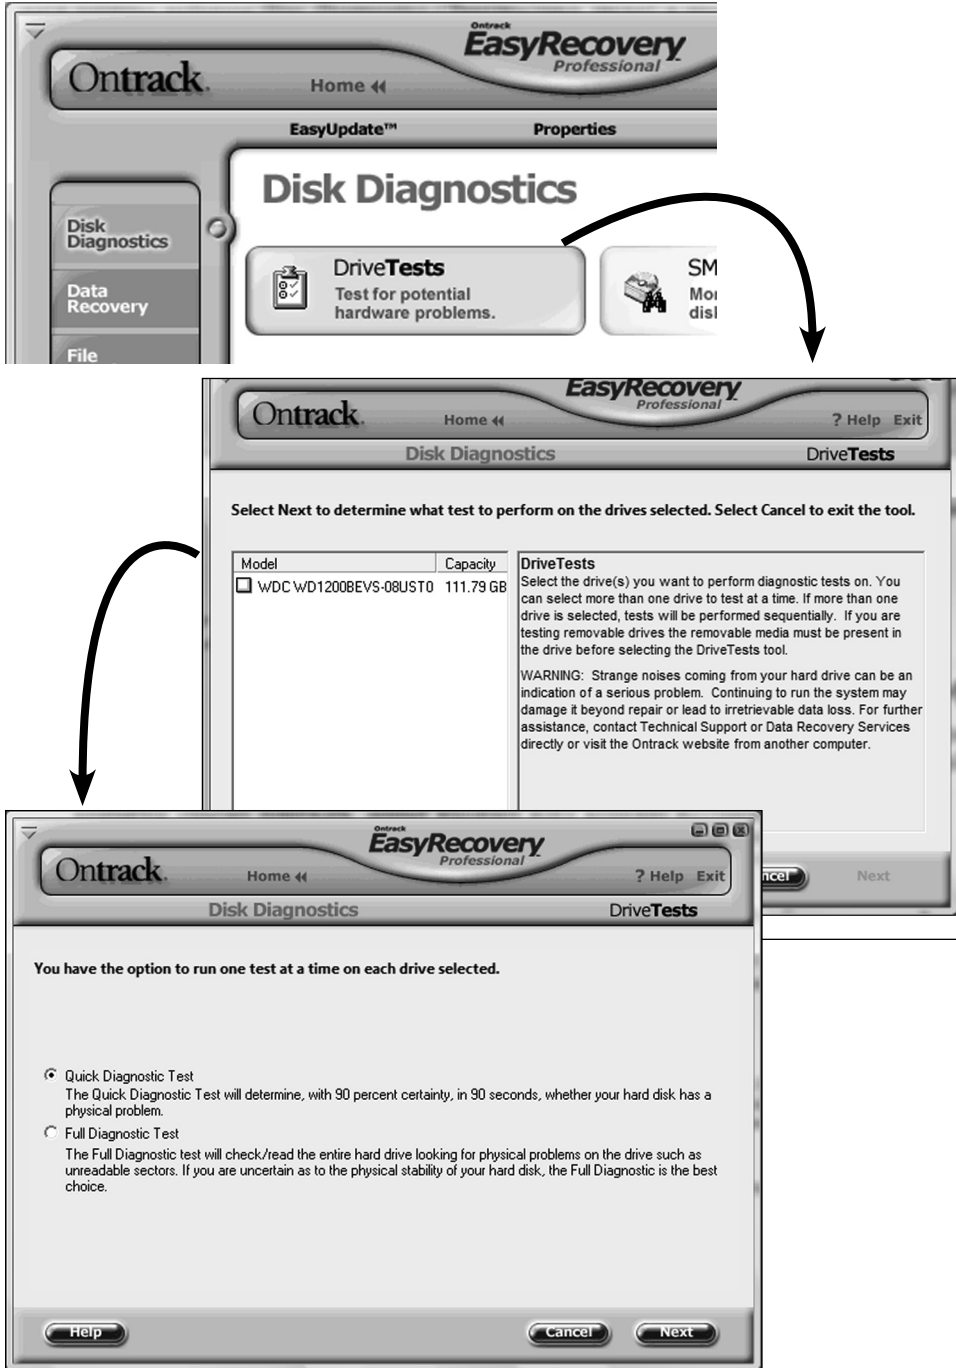 Ontrack
EasyRecovery
Professional
Ontrack.
Home
EasyUpdate™
Properties
Disk Diagnostics
Disk
Diagnostics
Data
Recovery
File
DriveTests
Test for potential
hardware problems.
SM
Mor
disk
EasyRecovery
Professional
Ontrack.
Home
? Help Exit
Disk Diagnostics
DriveTests
Select Next to determine what test to perform on the drives selected. Select Cancel to exit the tool.
Model Capacity
WDC WD1200BEVS-08UST0 111.79 GB
DriveTests
Select the drive(s) you want to perform diagnostic tests on. You
can select more than one drive to test at a time. If more than one
drive is selected, tests will be performed sequentially. If you are
testing removable drives the removable media must be present in
the drive before selecting the DriveTests tool.
WARNING: Strange noises coming from your hard drive can be an
indication of a serious problem. Continuing to run the system may
damage it beyond repair or lead to irretrievable data loss. For further
assistance, contact Technical Support or Data Recovery Services
directly or visit the Ontrack website from another computer.
ncel
Next
Ontrack
EasyRecovery
Professional
Ontrack.
Home
? Help Exit
Disk Diagnostics
DriveTests
You have the option to run one test at a time on each drive selected.
Quick Diagnostic Test
The Quick Diagnostic Test will determine, with 90 percent certainty, in 90 seconds, whether your hard disk has a
physical problem.
Full Diagnostic Test
The Full Diagnostic test will check/read the entire hard drive looking for physical problems on the drive such as
unreadable sectors. If you are uncertain as to the physical stability of your hard disk, the Full Diagnostic is the best
choice.
Help
Cancel
Next